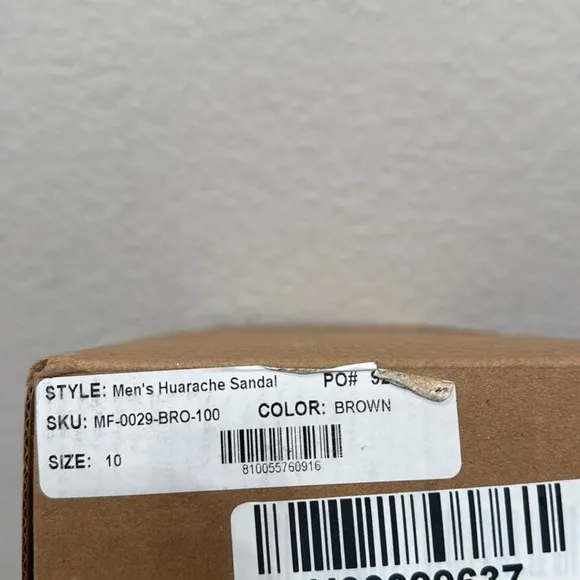 STYLE: Men's Huarache Sandal PO#
SKU: MF-0029-BRO-100 COLOR: BROWN
SIZE: 10
810055760916